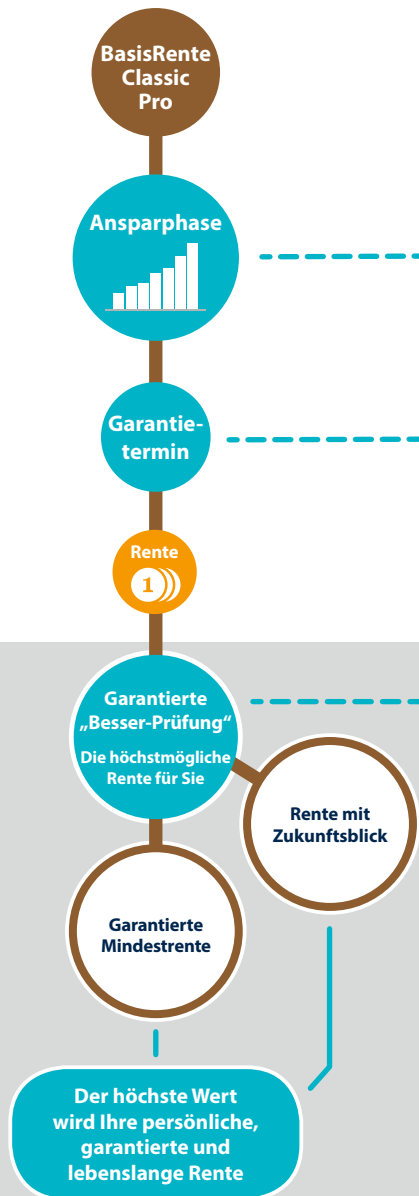 BasisRente
Classic
Pro
Ansparphase
Garantie-
termin
Rente
1
Garantierte
„Besser-Prüfung“
Die höchstmögliche
Rente für Sie
Rente mit
Zukunftsblick
Garantierte
Mindestrente
Der höchste Wert
wird Ihre persönliche,
garantierte und
lebenslange Rente